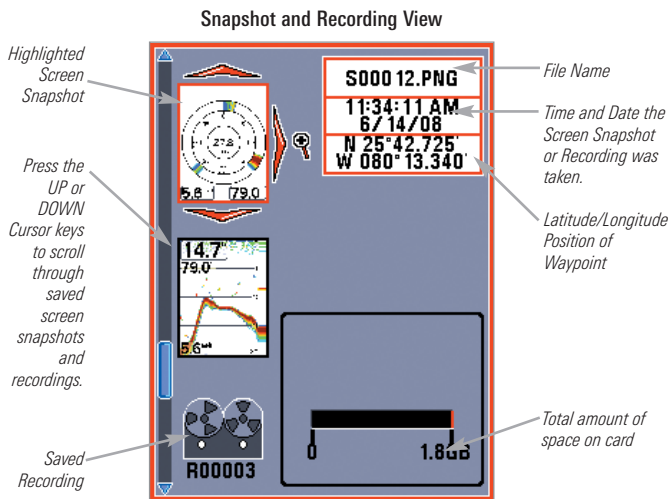 Snapshot and Recording View
Highlighted
Screen
Snapshot
Press the
UP or
DOWN
Cursor keys
to scroll
through
saved
screen
snapshots
and
recordings.
Saved
Recording
27.8
5.6
79.0
14.7
79.0
5.6
R00003
S00012.PNG
11:34:11 AM
6/14/08
N 25°42.725'
W 080°13.340'
0
1.8GB
File Name
Time and Date the
Screen Snapshot
or Recording was
taken.
Latitude/Longitude
Position of
Waypoint
Total amount of
space on card